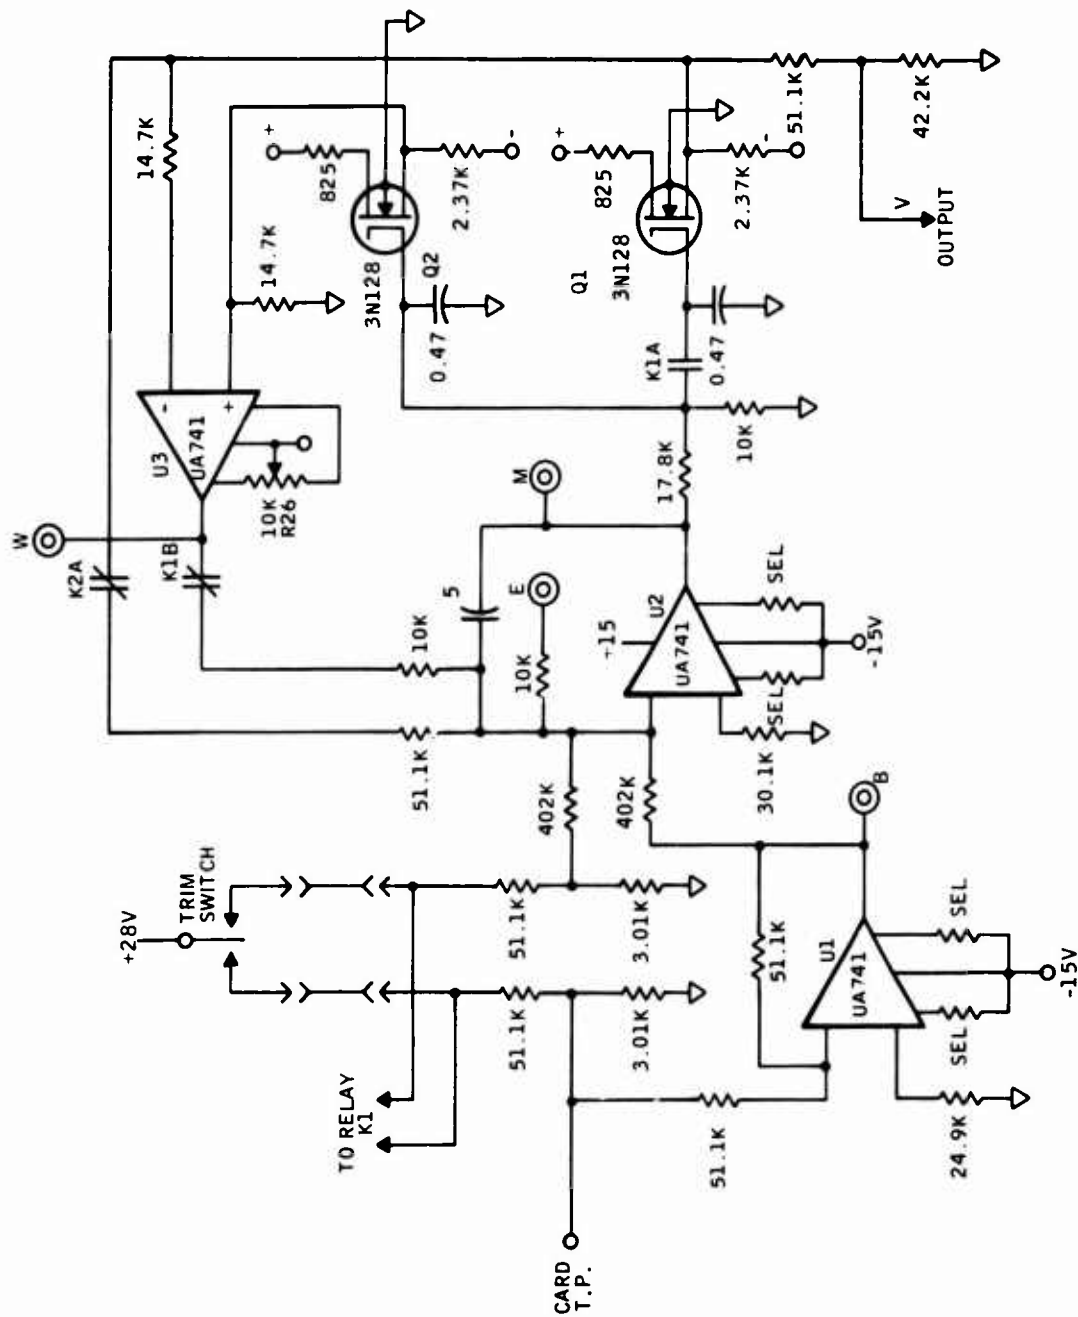 W
K2A
K1B
U3
UA741
-
+
10K
R26
14.7K
14.7K
+
825
3N128
Q2
2.37K
-
0.47
+
825
Q1
3N128
2.37K
-
K1A
0.47
51.1K
42.2K
V
OUTPUT
10K
17.8K
M
5
E
10K
10K
51.1K
U2
UA741
-15
SEL
SEL
-15V
30.1K
402K
402K
B
+28V
TRIM
SWITCH
51.1K
3.01K
51.1K
3.01K
TO RELAY
K1
51.1K
51.1K
U1
UA741
SEL
SEL
-15V
24.9K
CARD
T.P.